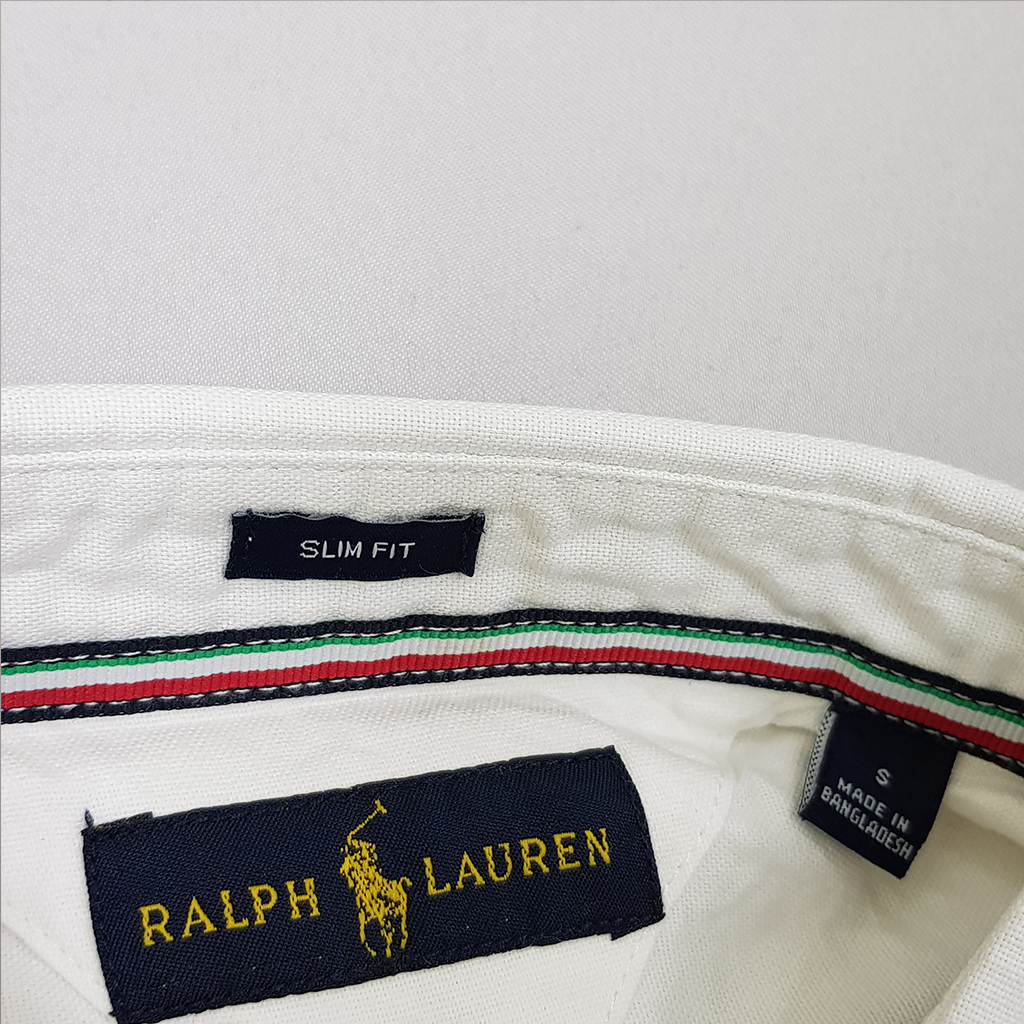 SLIM FIT
RALPH LAUREN
S
MADE IN
BANGLADESH